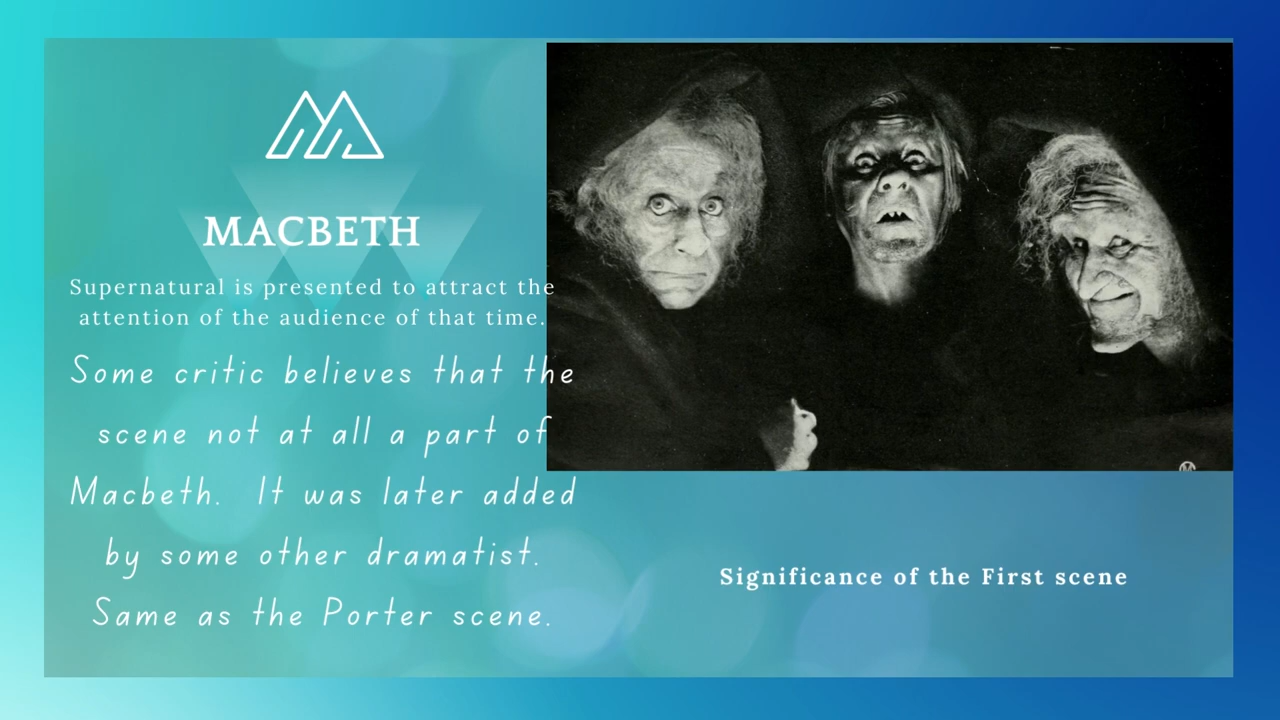 MACBETH
Supernatural is presented to attract the
attention of the audience of that time.
Some critic believes that the
scene not at all a part of
Macbeth. It was later added
by some other dramatist.
Same as the Porter scene.
Significance of the First scene